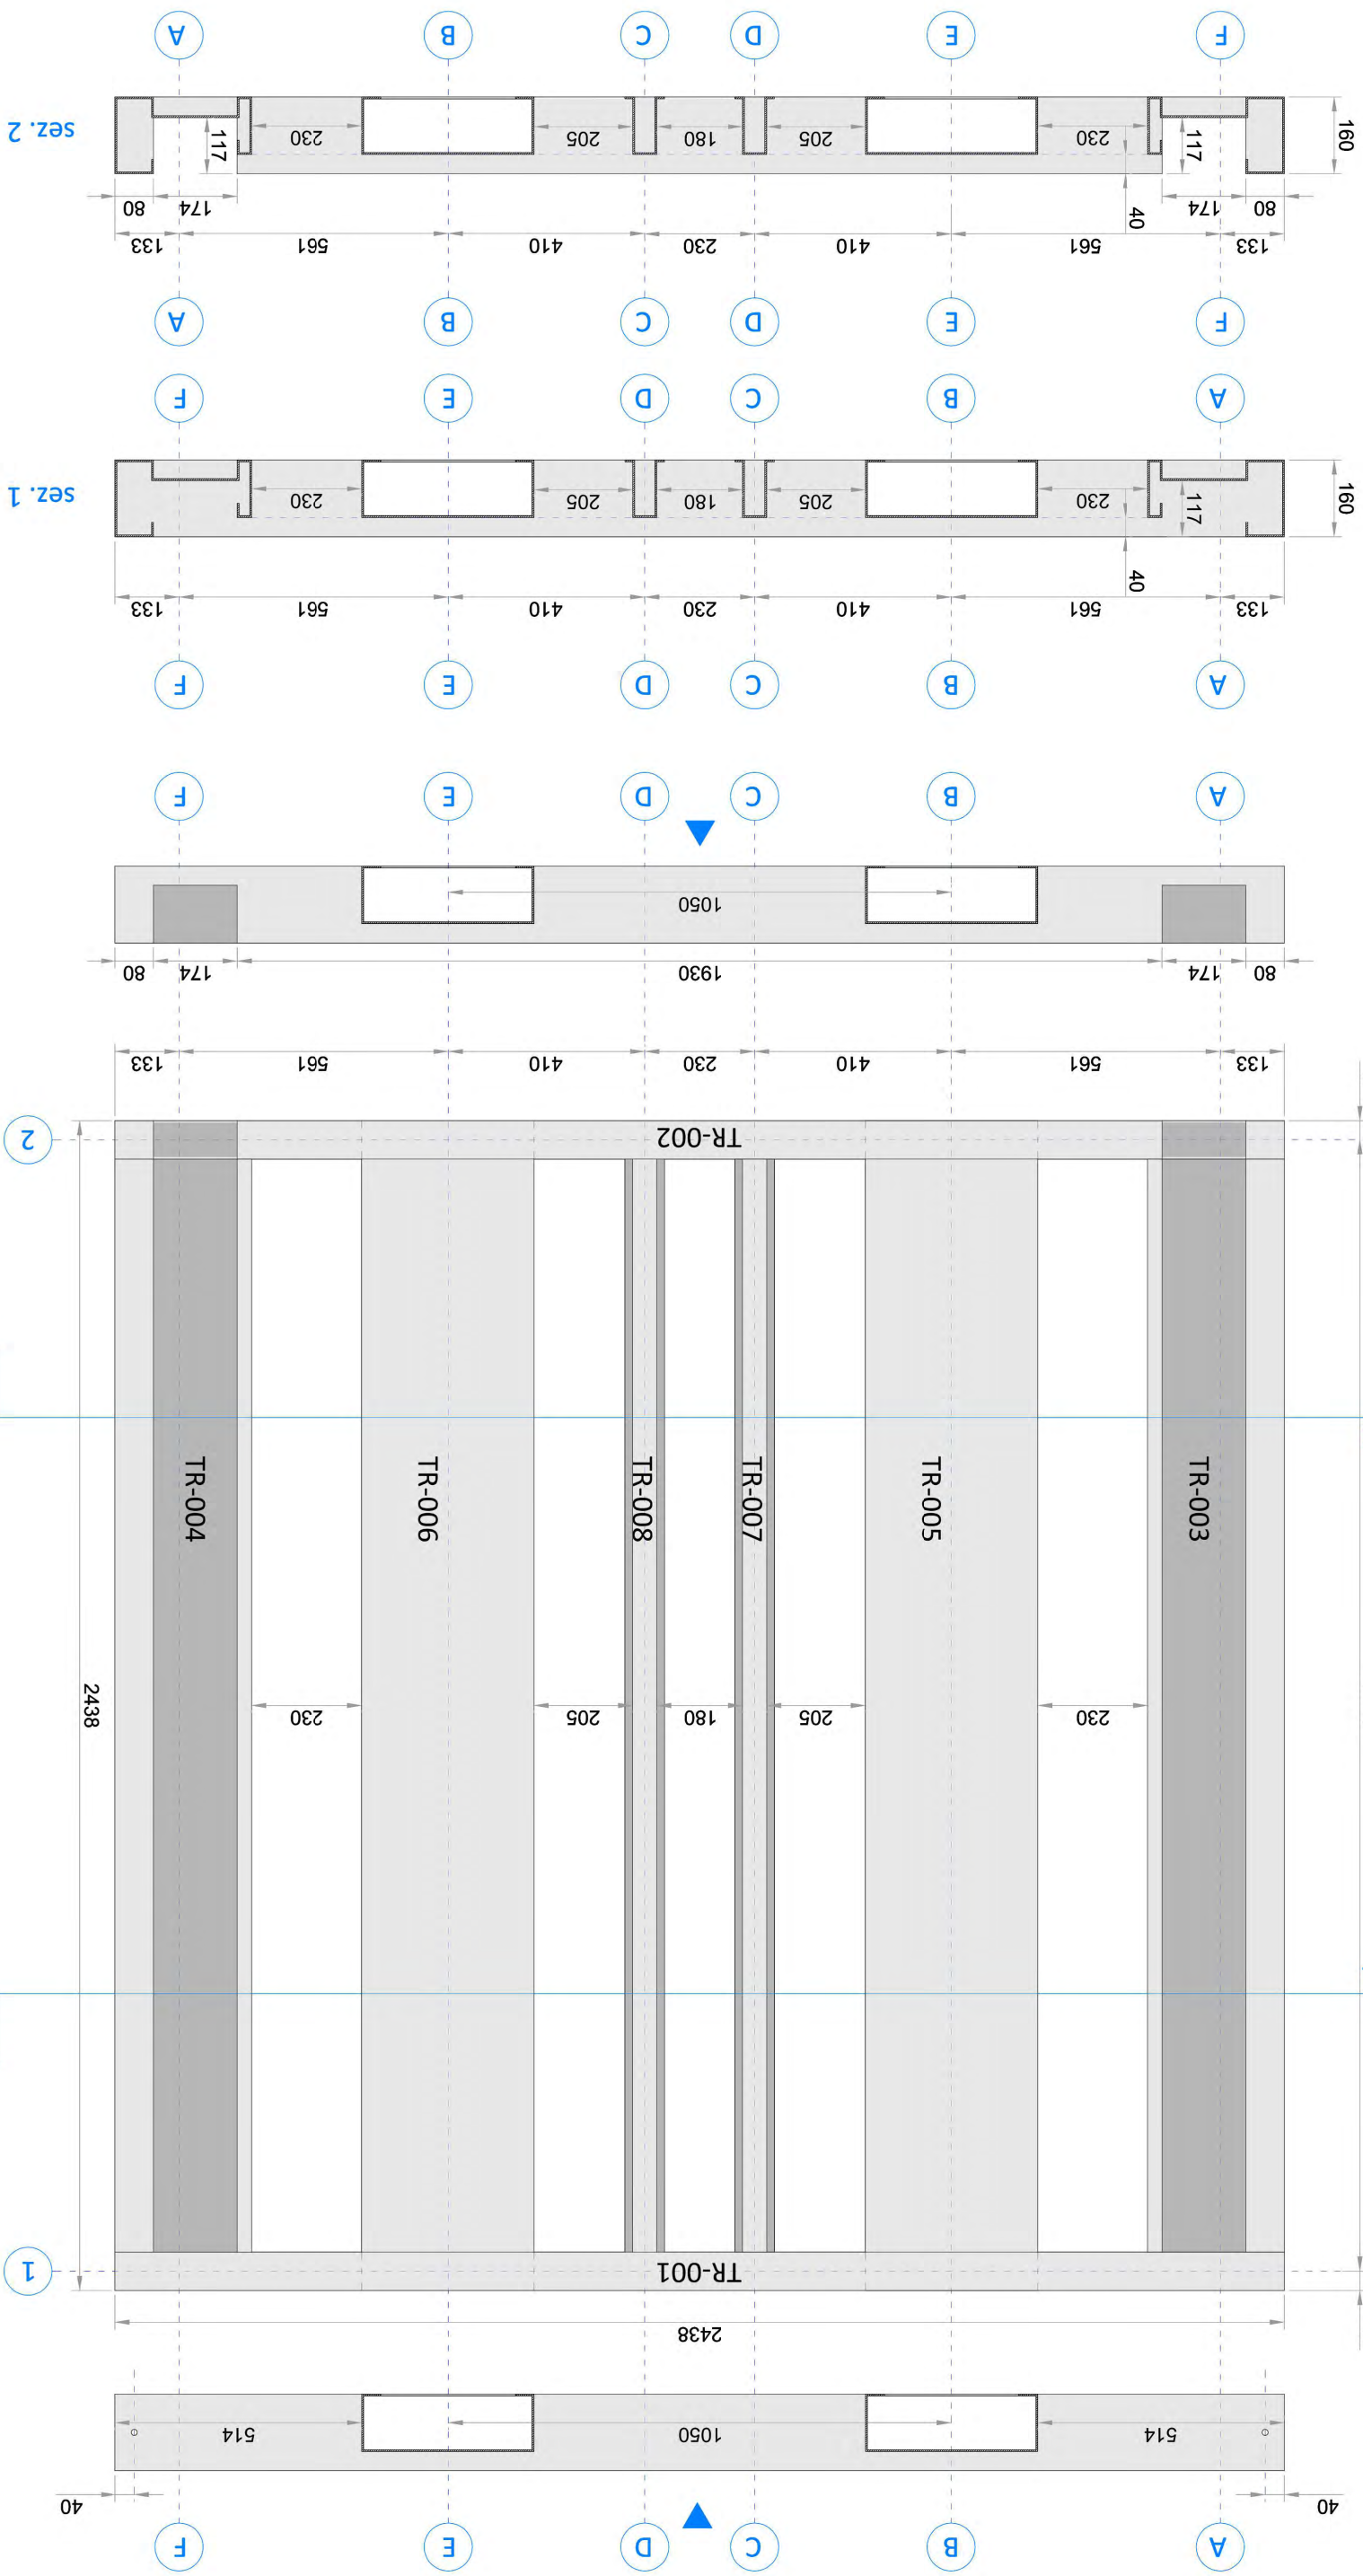 A B C D E F
40 40
514 1050 514
2438
TR-001 1
230 205 180 205 230
2438
TR-003 TR-005 TR-007 TR-008 TR-006 TR-004
TR-002 2
133 561 410 230 410 561 133
80 174 1930 174 80
1050
A B C D E F
A B C D E F
133 561 410 230 410 561 133
40
160 117 230 205 180 205 230 sez. 1
A B C D E F
F E D C B A
133 561 410 230 410 561 133
80 174 40 174 80
160 117 230 205 180 205 230 117 sez. 2
F E D C B A